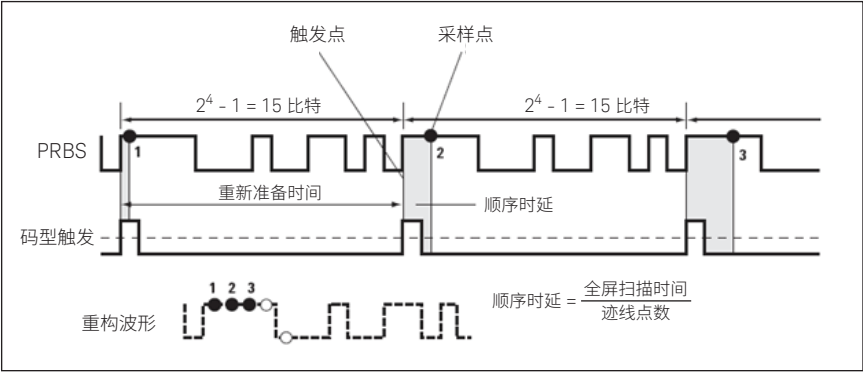 触发点 采样点
2⁴ - 1 = 15 比特 2⁴ - 1 = 15 比特
PRBS
1 2 3
重新准备时间
顺序时延
码型触发
1 2 3
重构波形
顺序时延 = 全屏扫描时间
迹线点数